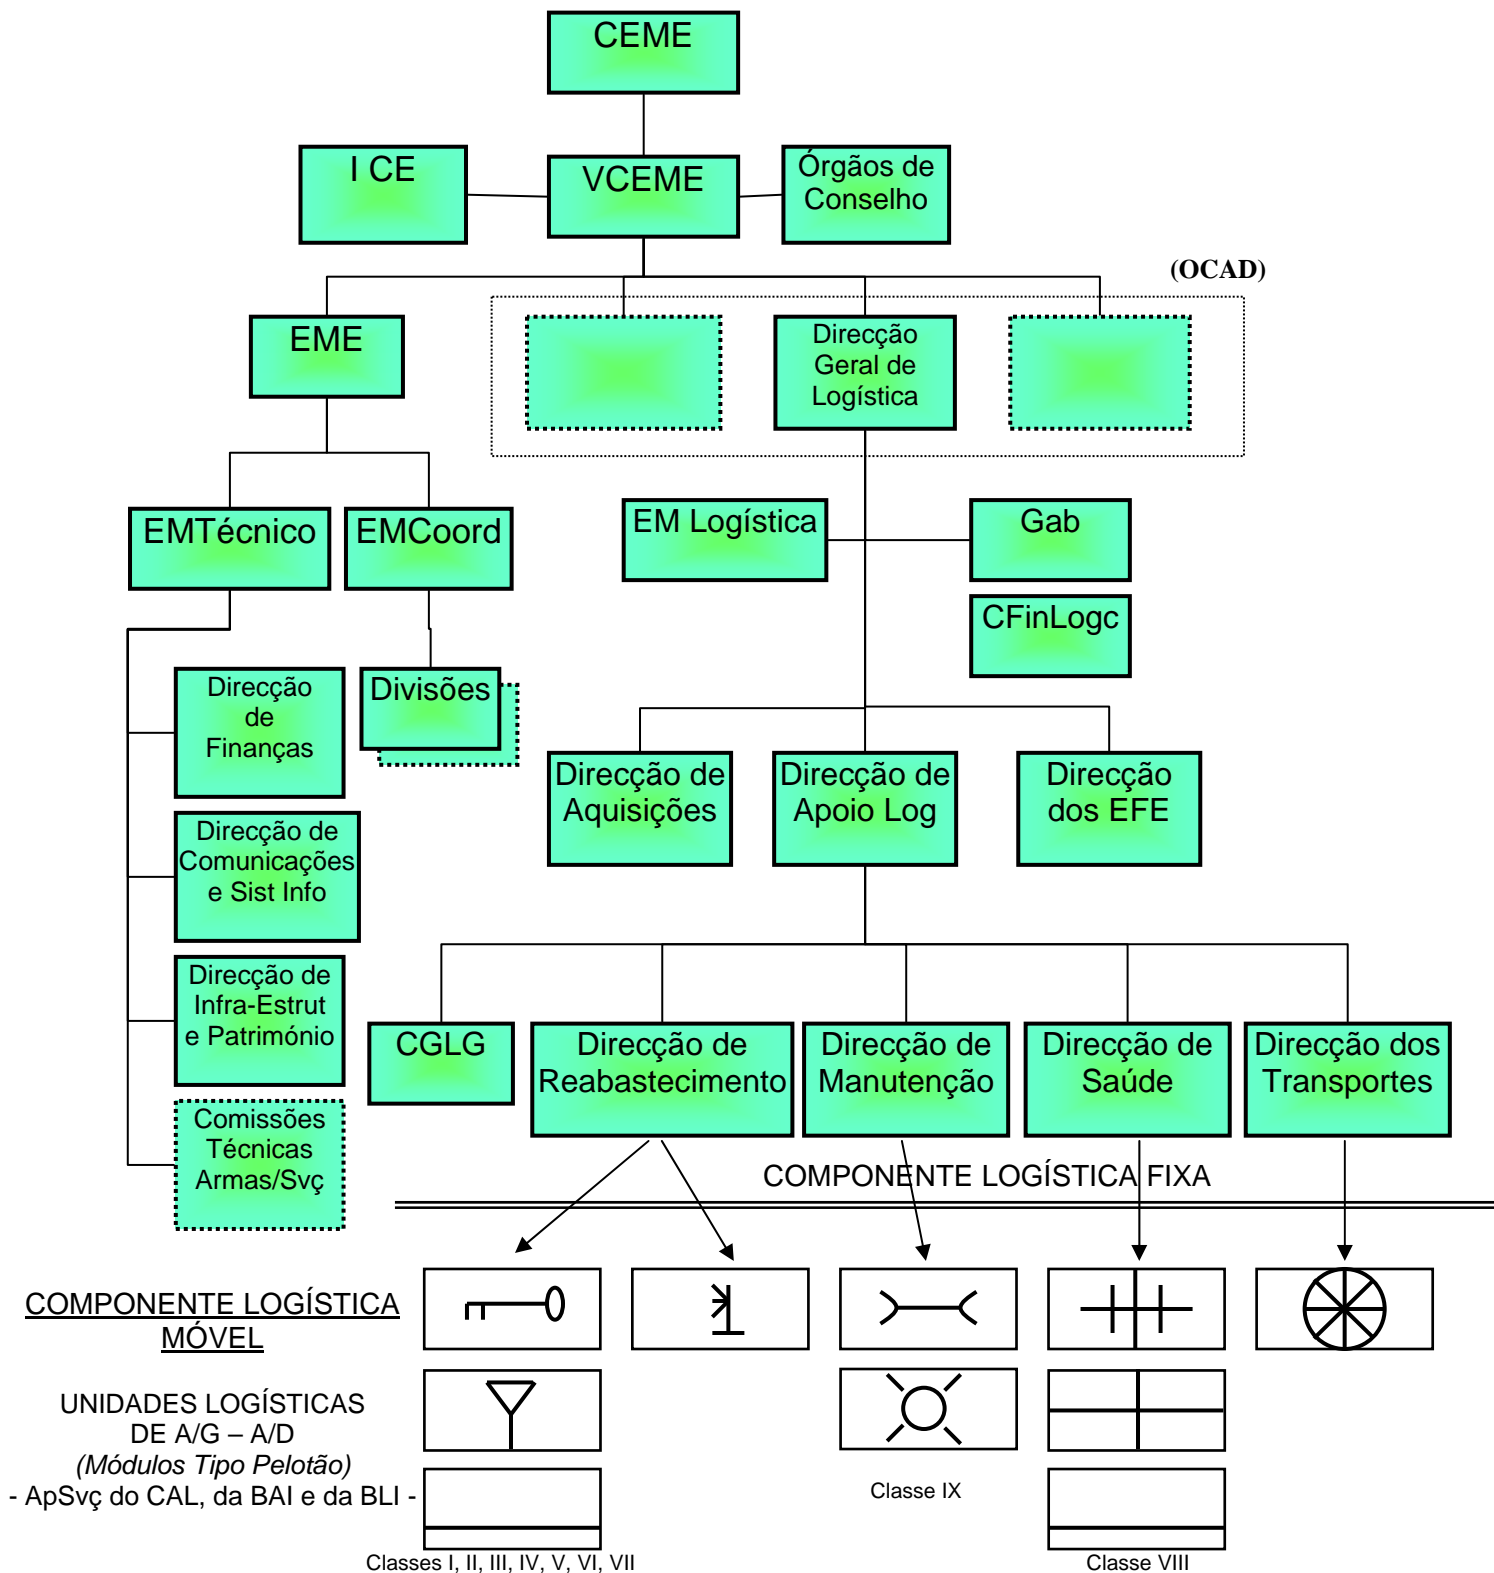 CEME
I CE
VCEME
Órgãos de
Conselho
(OCAD)
EME
Direcção
Geral de
Logística
EMTécnico
EMCoord
EM Logística
Gab
CFinLogc
Direcção
de
Finanças
Divisões
Direcção de
Aquisições
Direcção de
Apoio Log
Direcção
dos EFE
Direcção de
Comunicações
e Sist Info
Direcção de
Infra-Estrut
e Património
CGLG
Direcção de
Reabastecimento
Direcção de
Manutenção
Direcção de
Saúde
Direcção dos
Transportes
Comissões
Técnicas
Armas/Svç
COMPONENTE LOGÍSTICA FIXA
COMPONENTE LOGÍSTICA
MÓVEL
UNIDADES LOGÍSTICAS
DE A/G – A/D
(Módulos Tipo Pelotão)
- ApSvç do CAL, da BAI e da BLI -
Classe IX
Classes I, II, III, IV, V, VI, VII
Classe VIII